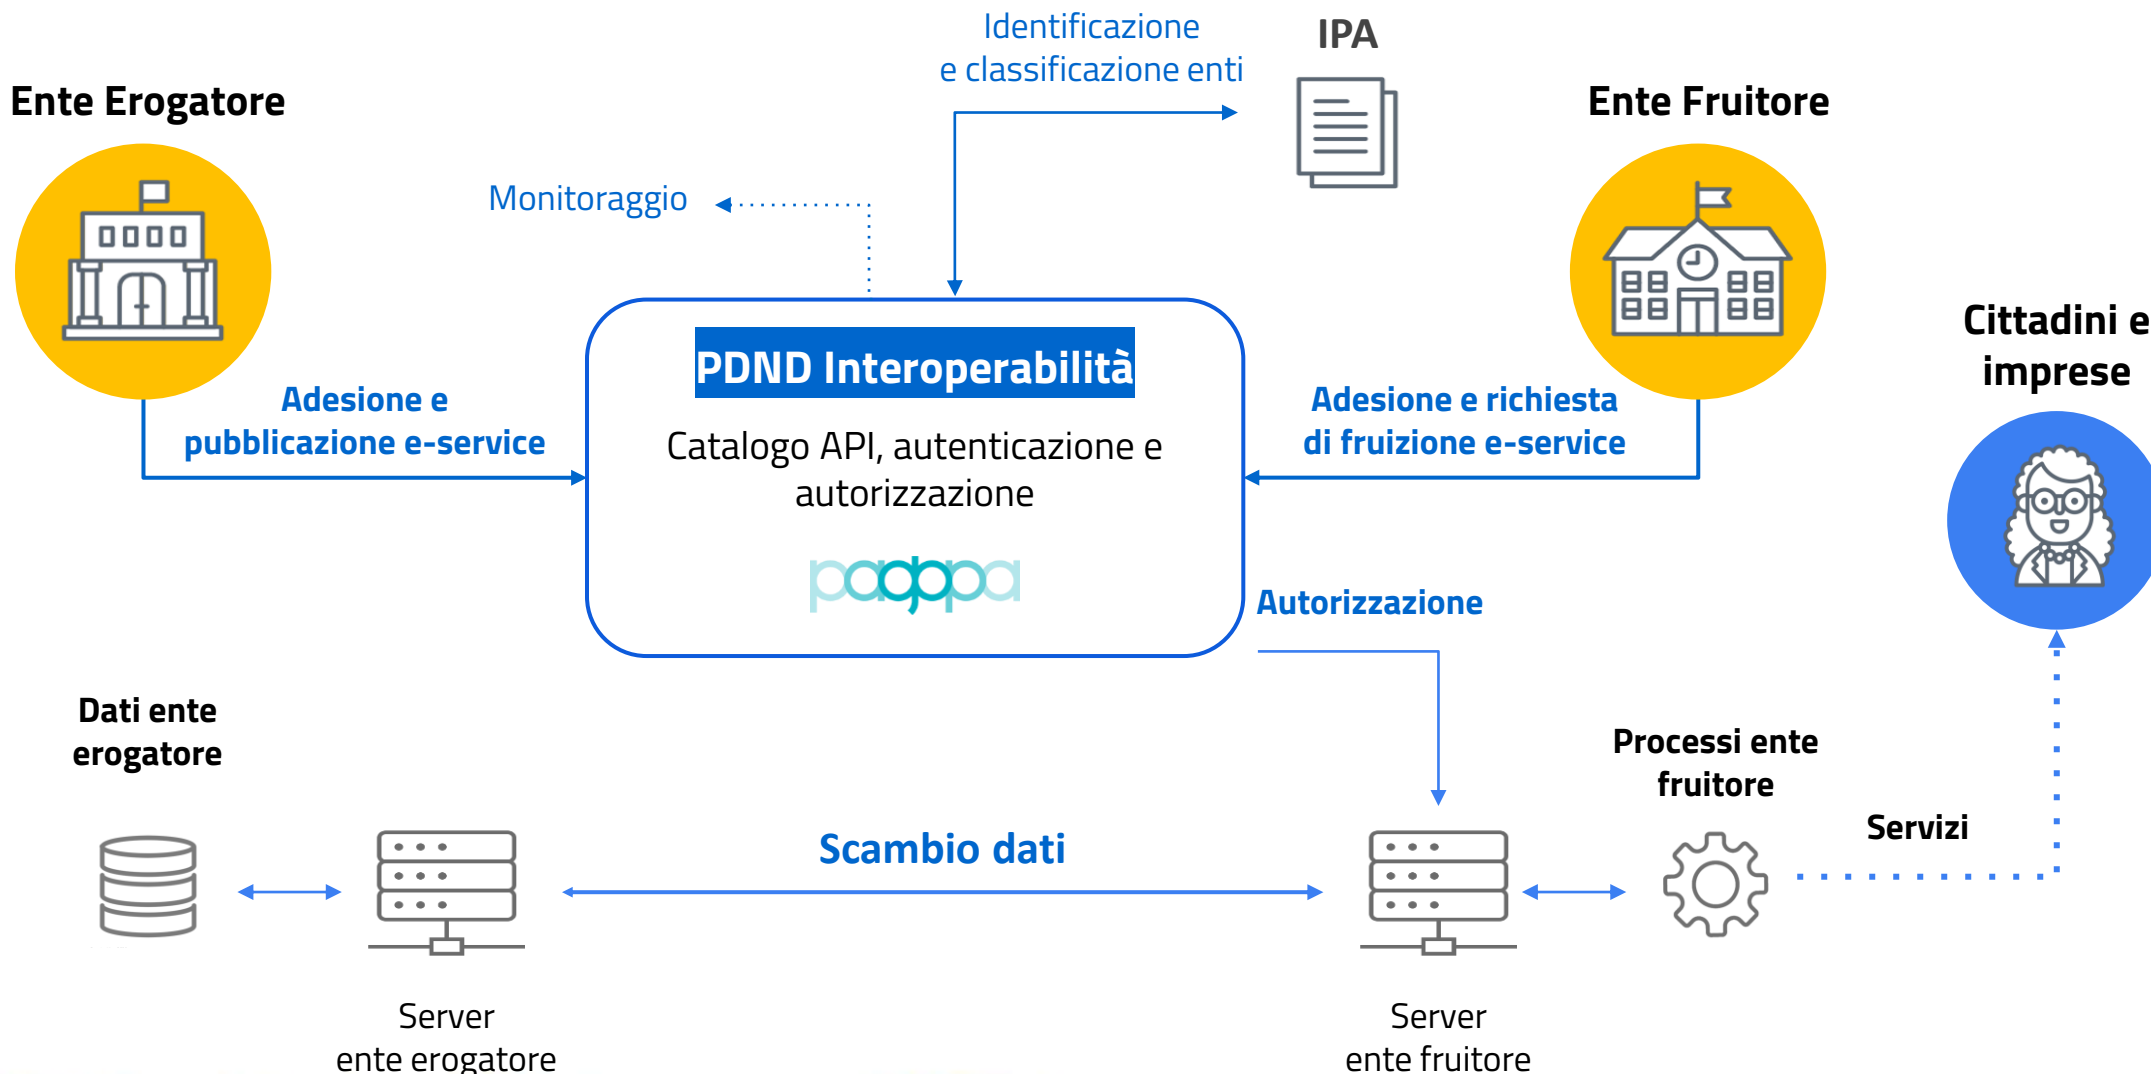 Identificazione
e classificazione enti
IPA
Ente Erogatore
Ente Fruitore
Monitoraggio
Cittadini e
imprese
PDND Interoperabilità
Adesione e
pubblicazione e-service
Adesione e richiesta
di fruizione e-service
Catalogo API, autenticazione e
autorizzazione
pagopa
Autorizzazione
Dati ente
erogatore
Processi ente
fruitore
Servizi
Scambio dati
Server
ente erogatore
Server
ente fruitore